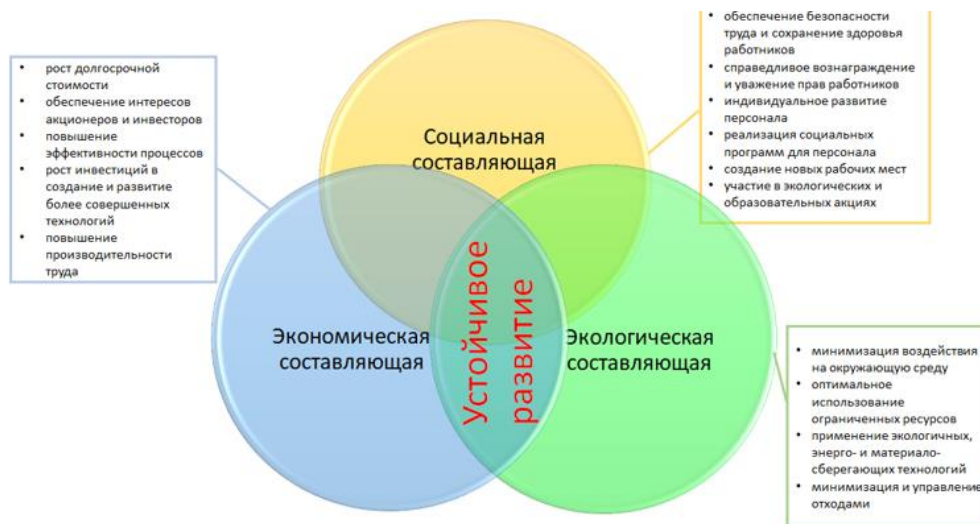 • рост долгосрочной
стоимости
• обеспечение интересов
акционеров и инвесторов
• повышение
эффективности процессов
• рост инвестиций в
создание и развитие
более совершенных
технологий
• повышение
производительности
труда
Социальная
составляющая
• обеспечение безопасности
труда и сохранение здоровья
работников
• справедливое вознаграждение
и уважение прав работников
• индивидуальное развитие
персонала
• реализация социальных
программ для персонала
• создание новых рабочих мест
• участие в экологических и
образовательных акциях
Экономическая
составляющая
Устойчивое
развитие
Экологическая
составляющая
• минимизация воздействия
на окружающую среду
• оптимальное
использование
ограниченных ресурсов
• применение экологичных,
энерго- и материало-
сберегающих технологий
• минимизация и управление
отходами